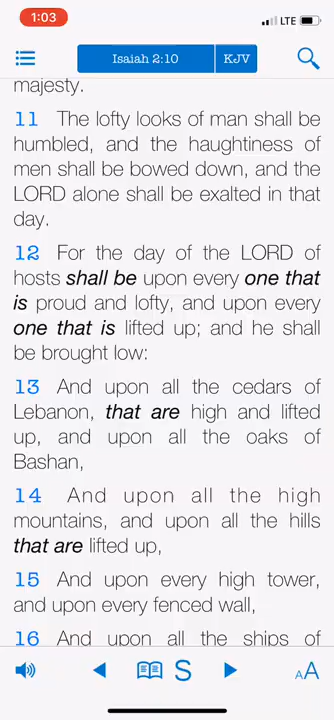 1:03
LTE
Isaiah 2:10
KJV
majesty.
11 The lofty looks of man shall be
humbled, and the haughtiness of
men shall be bowed down, and the
LORD alone shall be exalted in that
day.
12 For the day of the LORD of
hosts shall be upon every one that
is proud and lofty, and upon every
one that is lifted up; and he shall
be brought low:
13 And upon all the cedars of
Lebanon, that are high and lifted
up, and upon all the oaks of
Bashan,
14 And upon all the high
mountains, and upon all the hills
that are lifted up,
15 And upon every high tower,
and upon every fenced wall,
16 And upon all the ships of
S
AA